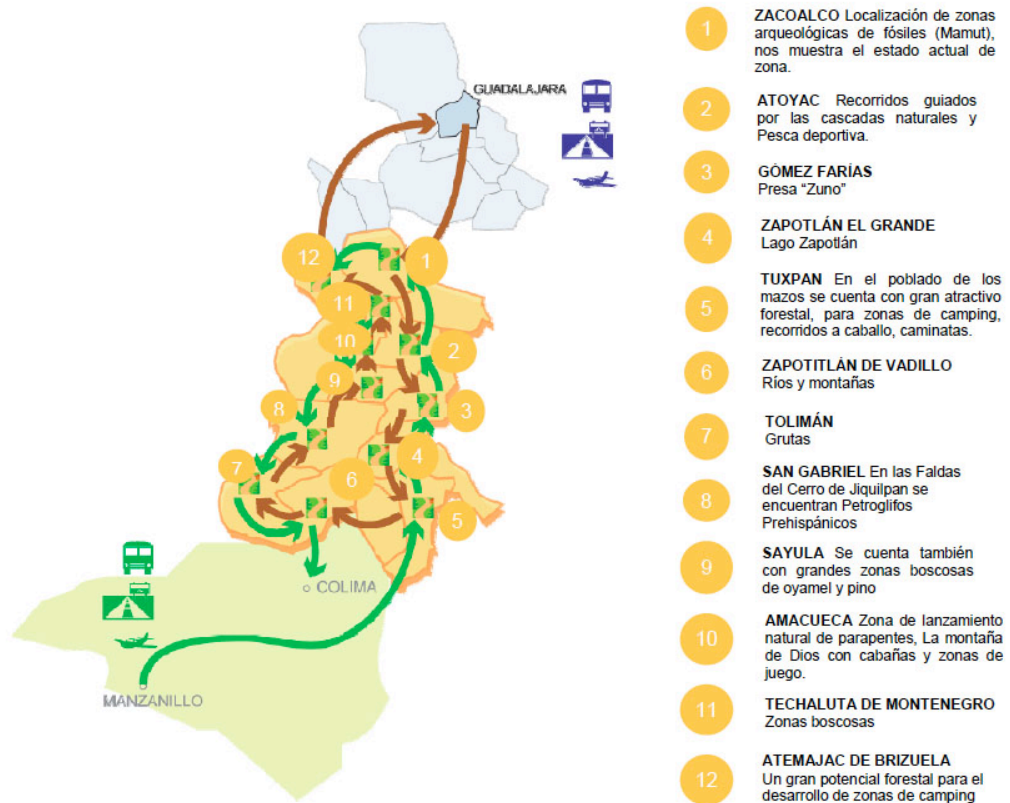 GUADALAJARA
12
1
11
10
2
9
8
3
4
7
6
5
COLIMA
MANZANILLO
1
ZACOALCO Localización de zonas
arqueológicas de fósiles (Mamut),
nos muestra el estado actual de
zona.
2
ATOYAC Recorridos guiados
por las cascadas naturales y
Pesca deportiva.
3
GÓMEZ FARÍAS
Presa “Zuno”
4
ZAPOTLÁN EL GRANDE
Lago Zapotlán
5
TUXPAN En el poblado de los
mazos se cuenta con gran atractivo
forestal, para zonas de camping,
recorridos a caballo, caminatas.
6
ZAPOTITLÁN DE VADILLO
Ríos y montañas
7
TOLIMÁN
Grutas
8
SAN GABRIEL En las Faldas
del Cerro de Jiquilpan se
encuentran Petroglifos
Prehispánicos
9
SAYULA Se cuenta también
con grandes zonas boscosas
de oyamel y pino
10
AMACUECA Zona de lanzamiento
natural de parapentes, La montaña
de Dios con cabañas y zonas de
juego.
11
TECHALUTA DE MONTENEGRO
Zonas boscosas
12
ATEMAJAC DE BRIZUELA
Un gran potencial forestal para el
desarrollo de zonas de camping